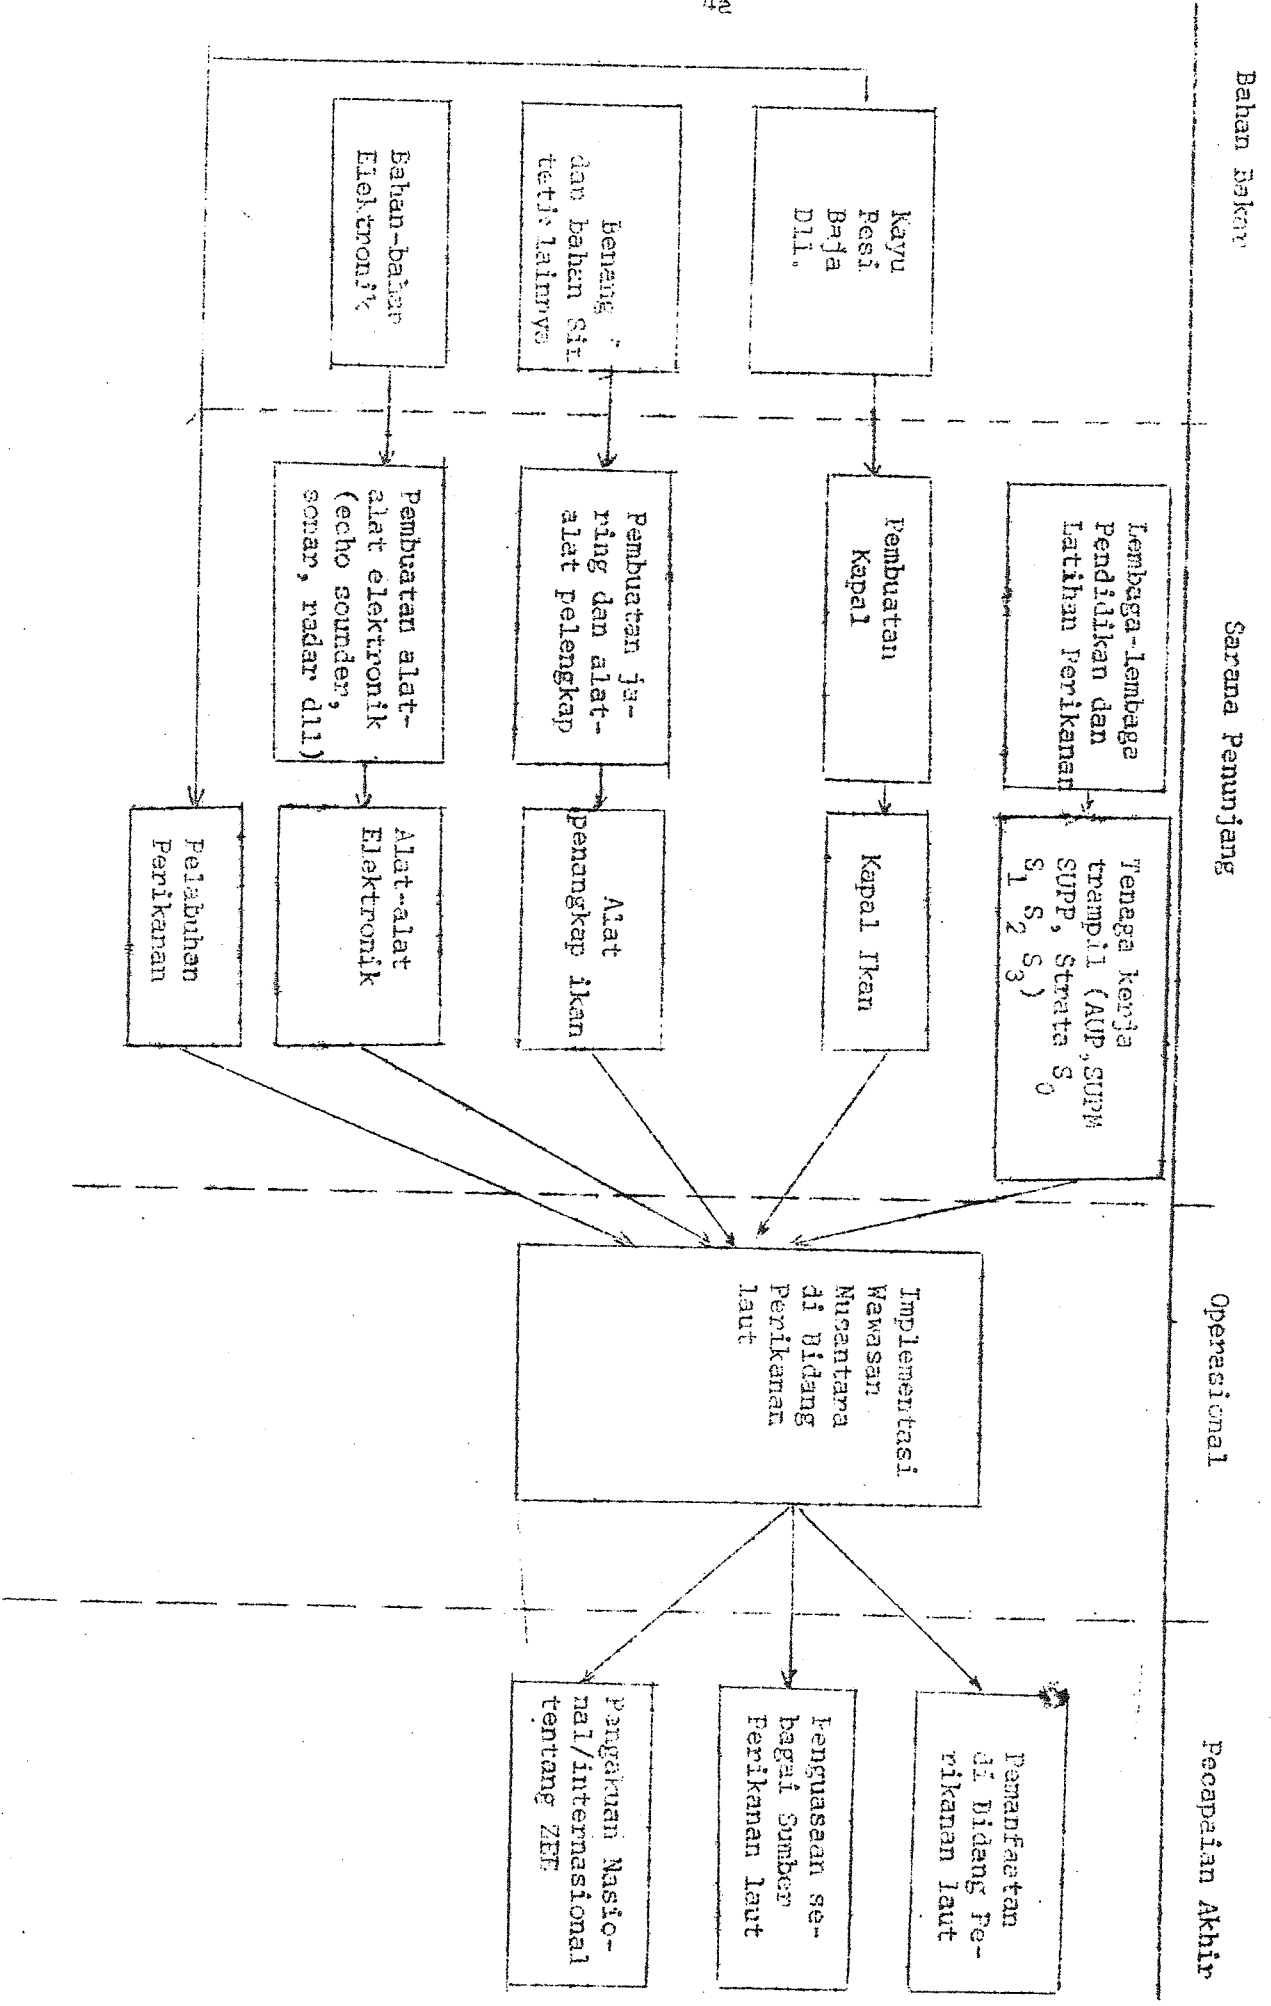 Bahan Bakar
Sarana Penunjang
Operasional
Pecapaian Akhir
Lembaga-lembaga
Pendidikan dan
Latihan Perikanan
Tenaga kerja
trampil (AUP,SUPM
SUPP, Strata S0
S1 S2 S3)
Kayu
Besi
Baja
Dll.
Pembuatan
Kapal
Kapal Ikan
Benang
dan bahan Sin
tetis lainnya
Pembuatan ja-
ring dan alat-
alat pelengkap
Alat
penangkap ikan
Bahan-bahan
Elektronik
Pembuatan alat-
alat elektronik
(echo sounder,
sonar, radar dll)
Alat-alat
Elektronik
Pelabuhan
Perikanan
Implementasi
Wawasan
Nusantara
di Bidang
Perikanan
laut
Pemanfaatan
di Bidang Pe-
rikanan laut
Penguasaan se-
bagai Sumber
Perikanan laut
Pengakuan Nasio-
nal/internasional
tentang ZEE